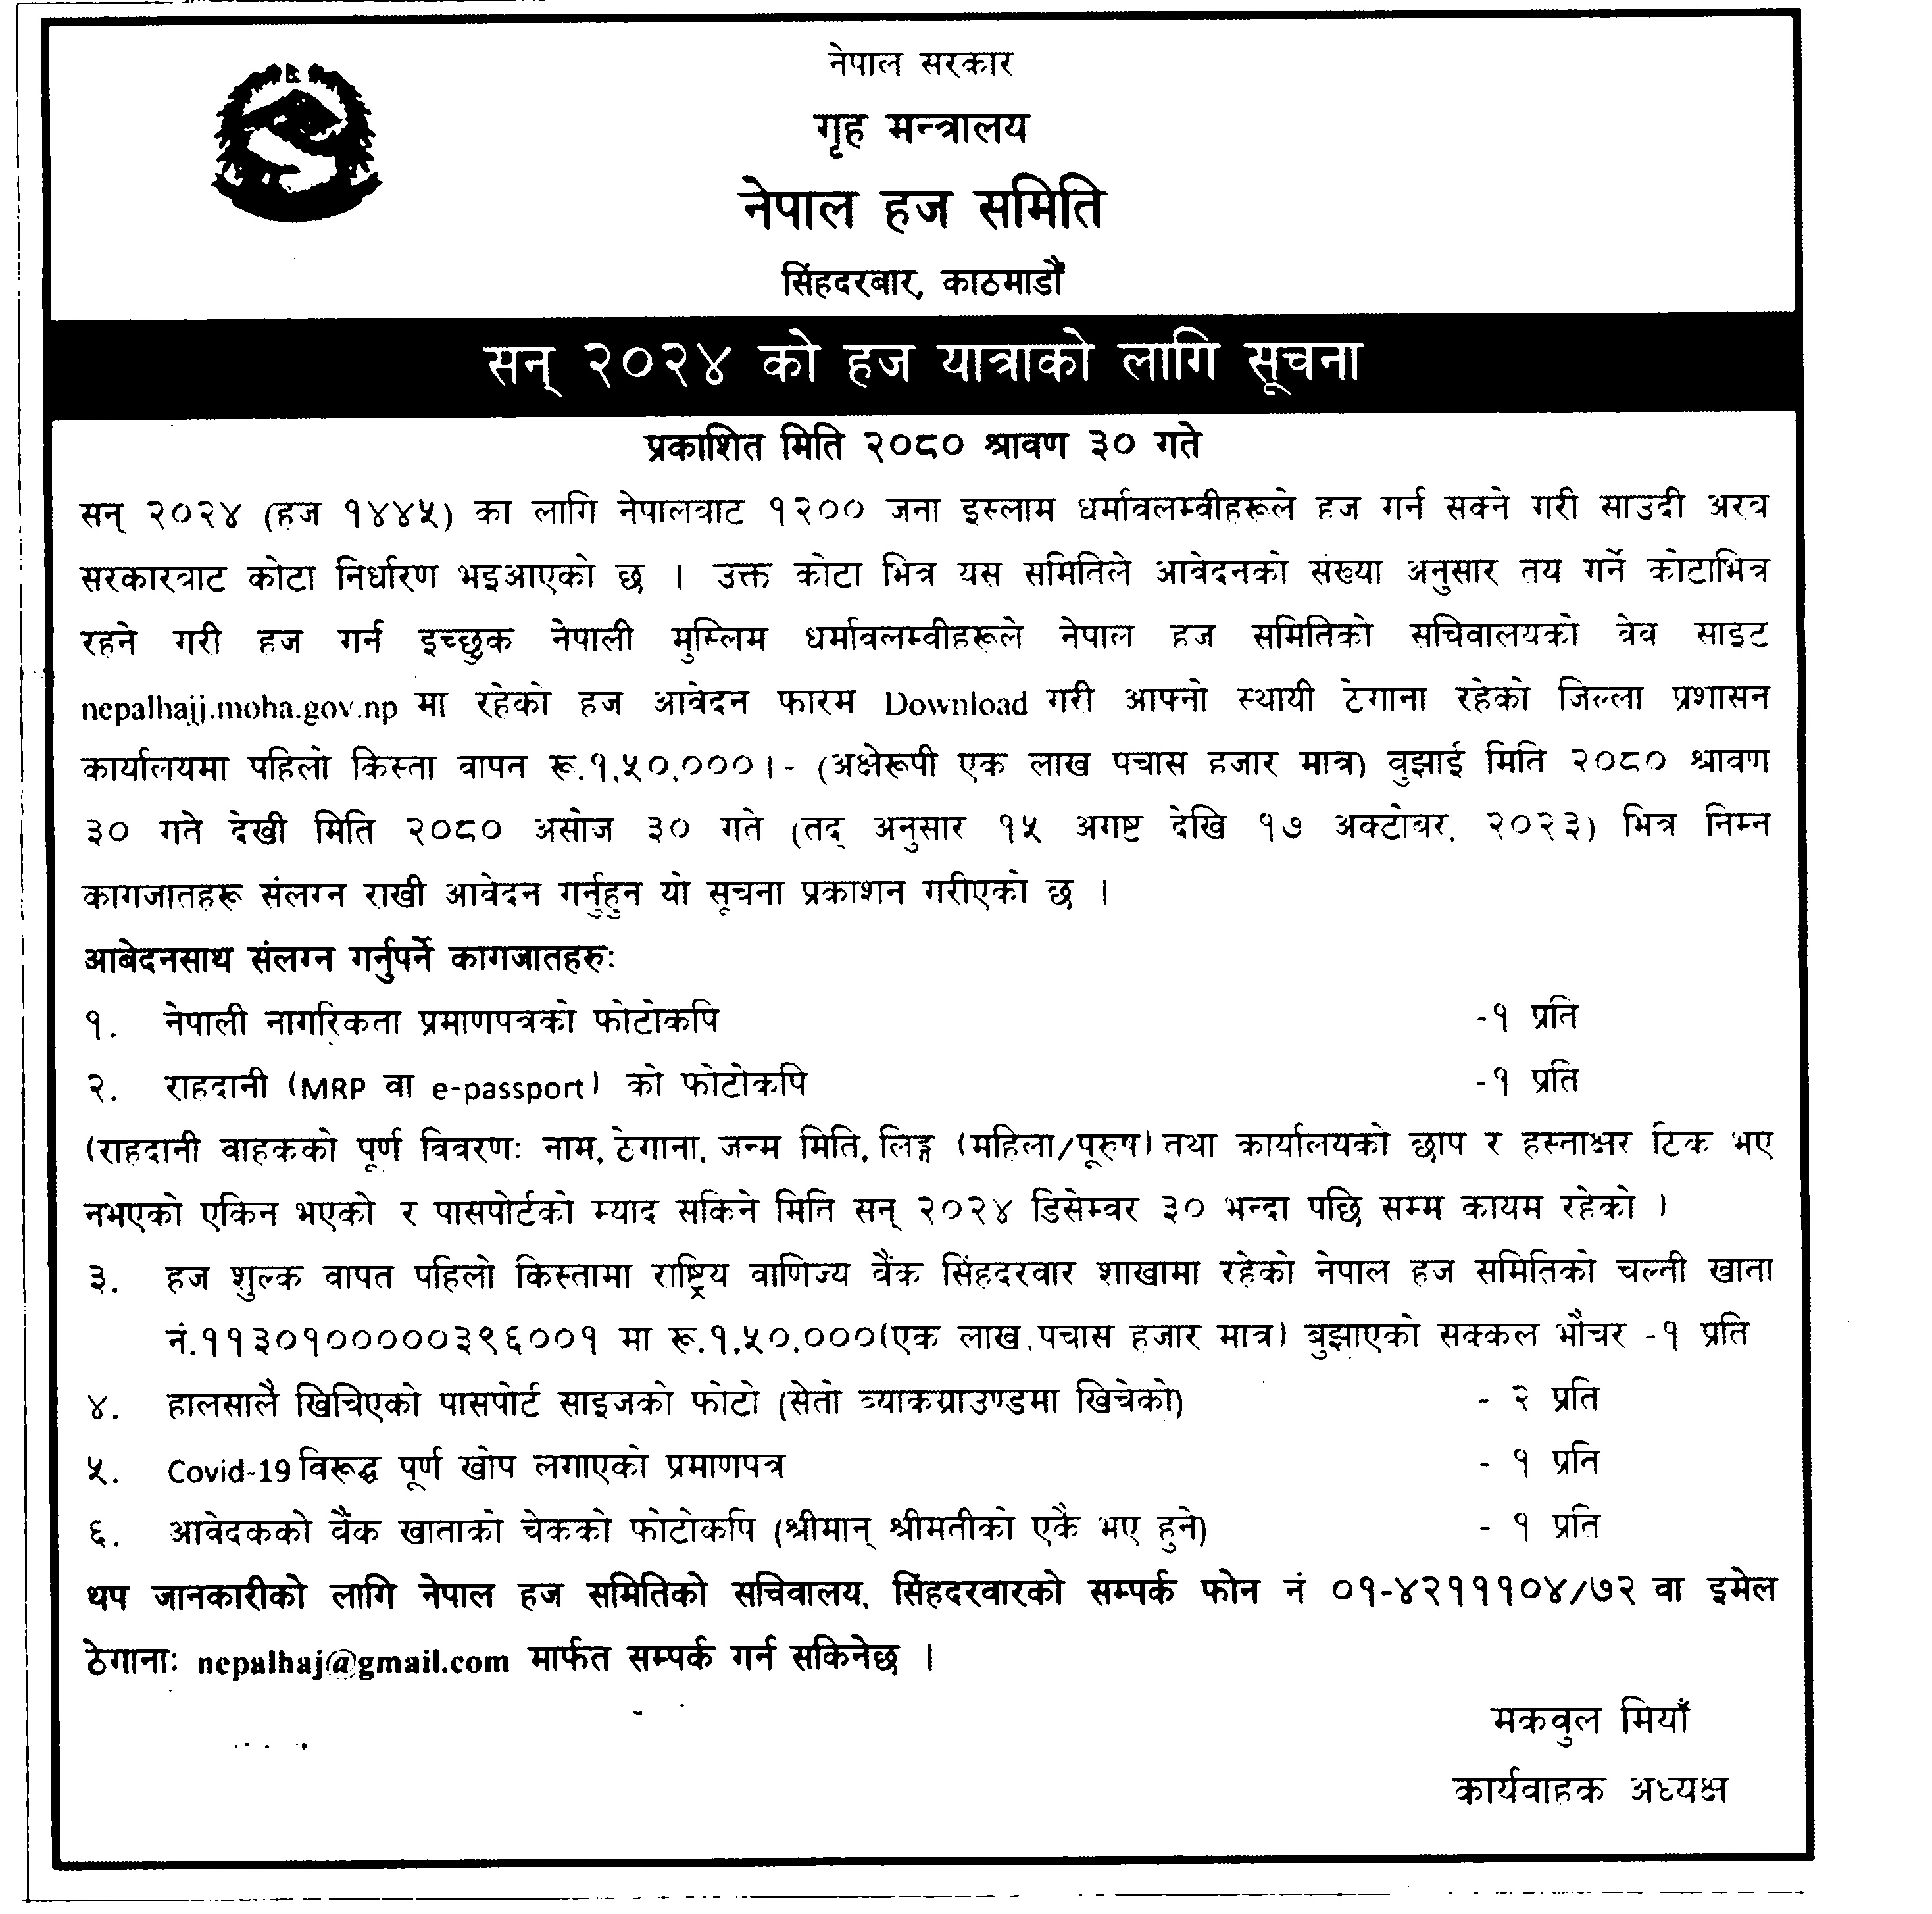 नेपाल सरकार
गृह मन्त्रालय
नेपाल हज समिति
सिंहदरबार, काठमाडौं
सन् २०२४ को हज यात्राको लागि सूचना
प्रकाशित मिति २०८० श्रावण ३० गते
सन् २०२४ (हज १४४५) का लागि नेपालबाट १२०० जना इस्लाम धर्मावलम्बीहरूले हज गर्न सक्ने गरी साउदी अरब
सरकारबाट कोटा निर्धारण भइआएको छ । उक्त कोटा भित्र यस समितिले आवेदनको संख्या अनुसार तय गर्ने कोटाभित्र
रहने गरी हज गर्न इच्छुक नेपाली मुस्लिम धर्मावलम्बीहरूले नेपाल हज समितिको सचिवालयको वेब साइट
nepalhajj.moha.gov.np मा रहेको हज आवेदन फारम Download गरी आफ्नो स्थायी ठेगाना रहेको जिल्ला प्रशासन
कार्यालयमा पहिलो किस्ता वापत रू.१,५०,०००।- (अक्षेरूपी एक लाख पचास हजार मात्र) बुझाई मिति २०८० श्रावण
३० गते देखी मिति २०८० असोज ३० गते (तद् अनुसार १५ अगष्ट देखि १७ अक्टोबर, २०२३) भित्र निम्न
कागजातहरू संलग्न राखी आवेदन गर्नुहुन यो सूचना प्रकाशन गरीएको छ ।
आबेदनसाथ संलग्न गर्नुपर्ने कागजातहरुः
१. नेपाली नागरिकता प्रमाणपत्रको फोटोकपि -१ प्रति
२. राहदानी (MRP वा e-passport) को फोटोकपि -१ प्रति
(राहदानी वाहकको पूर्ण विवरणः नाम, ठेगाना, जन्म मिति, लिङ्ग (महिला/पूरुष) तथा कार्यालयको छाप र हस्ताक्षर ठिक भए
नभएको एकिन भएको र पासपोर्टको म्याद सकिने मिति सन् २०२४ डिसेम्बर ३० भन्दा पछि सम्म कायम रहेको ।
३. हज शुल्क वापत पहिलो किस्तामा राष्ट्रिय वाणिज्य बैंक सिंहदरवार शाखामा रहेको नेपाल हज समितिको चल्ती खाता
नं.११३०१०००००३९६००१ मा रू.१,५०,०००(एक लाख पचास हजार मात्र) बुझाएको सक्कल भौचर -१ प्रति
४. हालसालै खिचिएको पासपोर्ट साइजको फोटो (सेतो ब्याकग्राउण्डमा खिचेको) - २ प्रति
५. Covid-19 विरूद्ध पूर्ण खोप लगाएको प्रमाणपत्र - १ प्रति
६. आवेदकको बैंक खाताको चेकको फोटोकपि (श्रीमान् श्रीमतीको एकै भए हुने) - १ प्रति
थप जानकारीको लागि नेपाल हज समितिको सचिवालय, सिंहदरवारको सम्पर्क फोन नं ०१-४२१११०४/७२ वा इमेल
ठेगानाः nepalhaj@gmail.com मार्फत सम्पर्क गर्न सकिनेछ ।
मकवुल मियाँ
कार्यवाहक अध्यक्ष